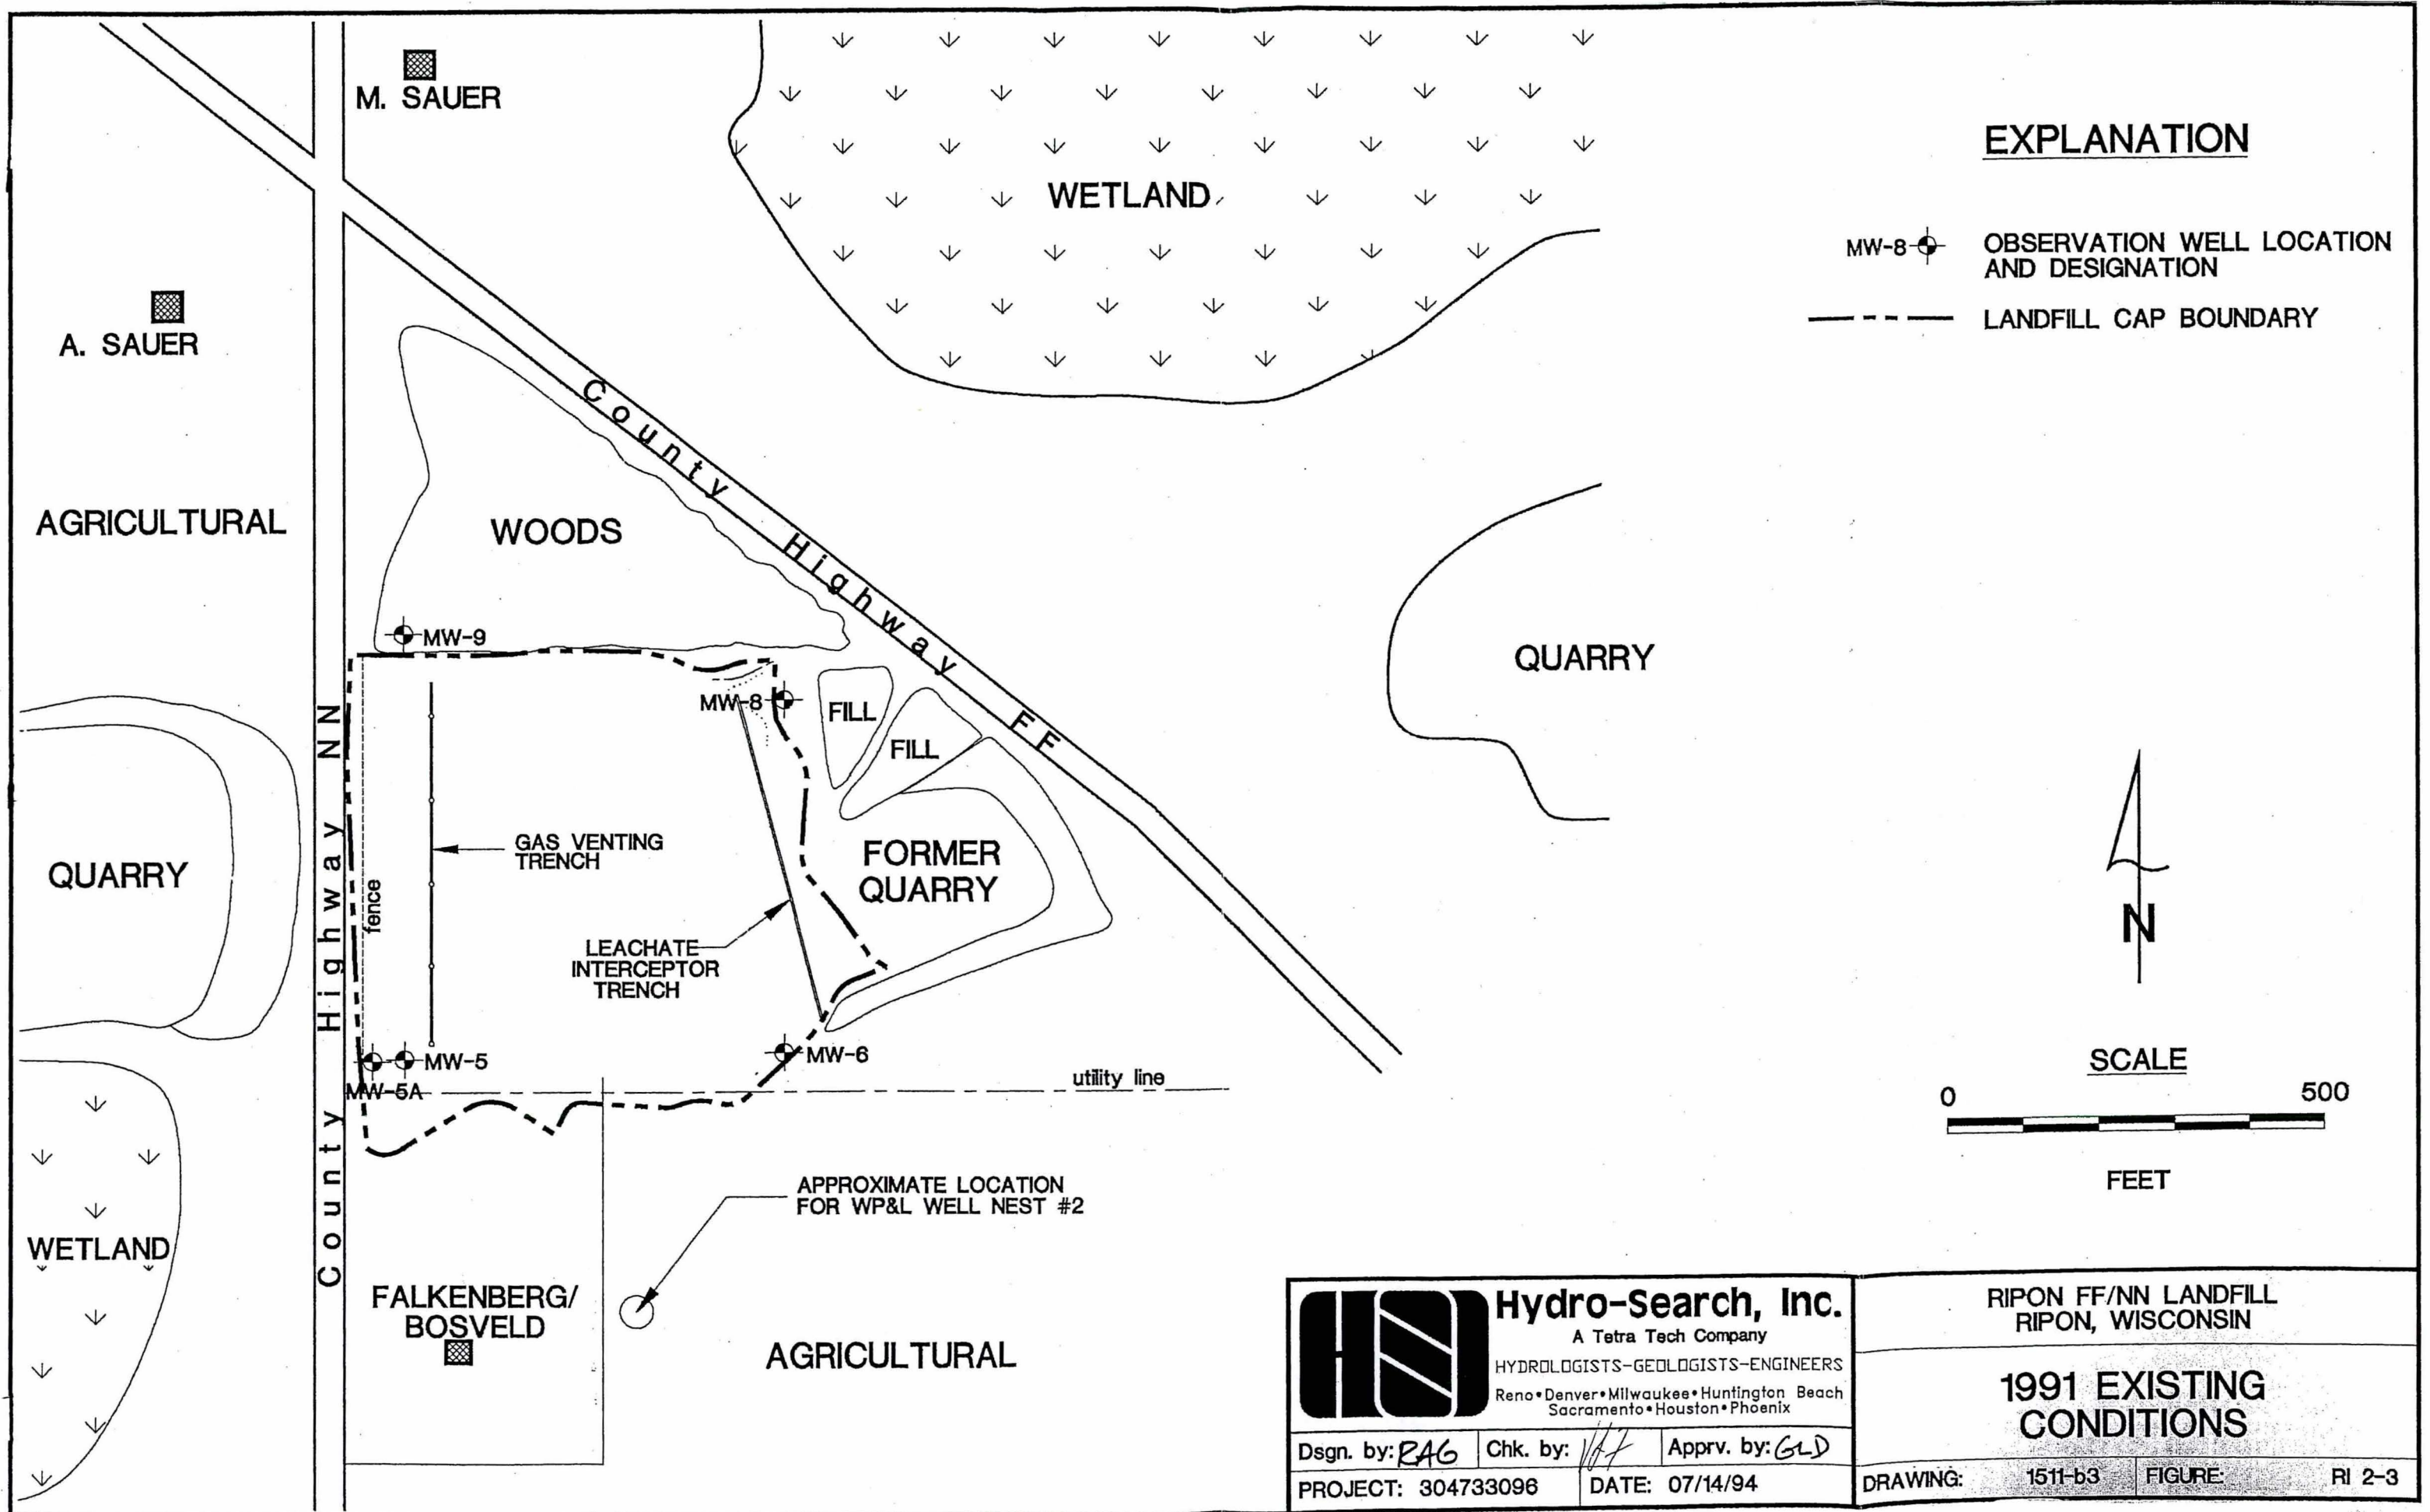 M. SAUER
WETLAND
EXPLANATION
MW-8
OBSERVATION WELL LOCATION
AND DESIGNATION
LANDFILL CAP BOUNDARY
A. SAUER
AGRICULTURAL
WOODS
County Highway FF
MW-9
MW-8
FILL
FILL
QUARRY
County Highway NN
QUARRY
fence
GAS VENTING
TRENCH
FORMER
QUARRY
LEACHATE
INTERCEPTOR
TRENCH
N
MW-5
MW-5A
MW-6
utility line
SCALE
0
500
FEET
APPROXIMATE LOCATION
FOR WP&L WELL NEST #2
WETLAND
FALKENBERG/
BOSVELD
AGRICULTURAL
Hydro-Search, Inc.
A Tetra Tech Company
HYDROLOGISTS-GEOLOGISTS-ENGINEERS
Reno•Denver•Milwaukee•Huntington Beach
Sacramento•Houston•Phoenix
Dsgn. by: RAG
Chk. by:
Apprv. by: GLD
PROJECT: 304733096
DATE: 07/14/94
RIPON FF/NN LANDFILL
RIPON, WISCONSIN
1991 EXISTING
CONDITIONS
DRAWING: 1511-b3
FIGURE: RI 2-3